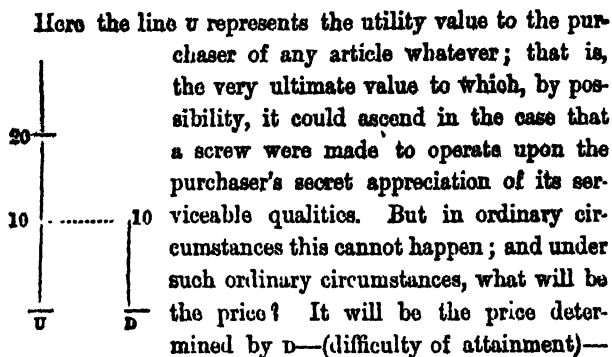 Here the line U represents the utility value to the pur-
chaser of any article whatever; that is,
the very ultimate value to which, by pos-
sibility, it could ascend in the case that
20
a screw were made to operate upon the
purchaser's secret appreciation of its ser-
10 .......... 10
viceable qualities. But in ordinary cir-
cumstances this cannot happen; and under
such ordinary circumstances, what will be
the price? It will be the price deter-
U D
mined by D—(difficulty of attainment)—